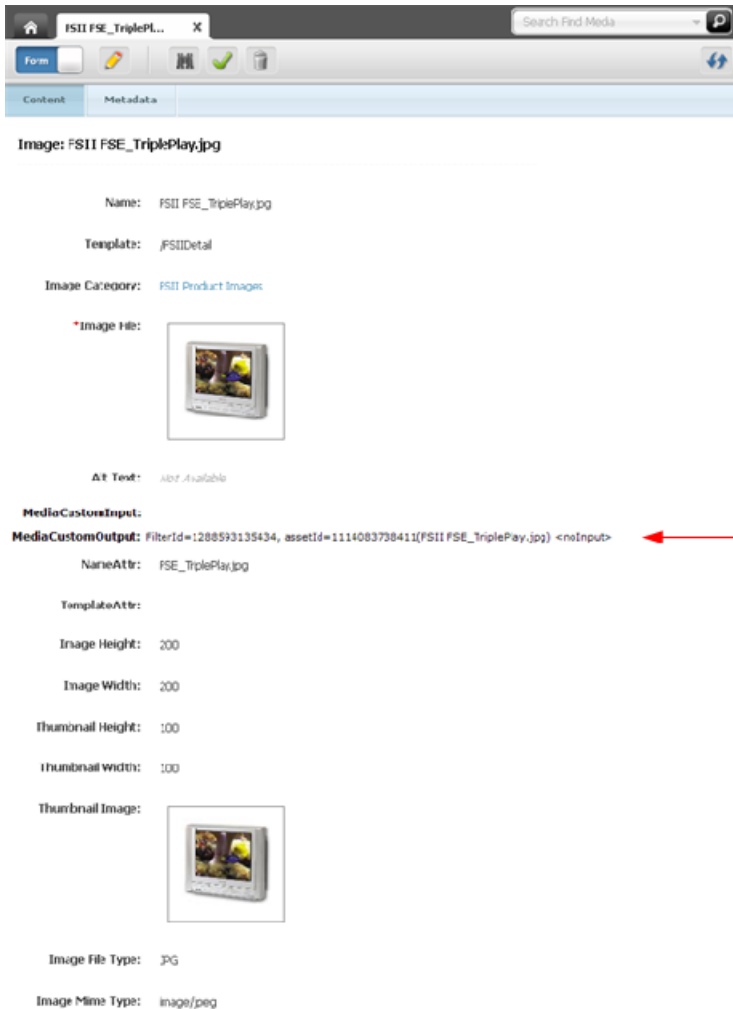 FSII FSE_TriplePl... X
Search Find Media
Form
Content Metadata
Image: FSII FSE_TriplePlay.jpg
Name: FSII FSE_TriplePlay.jpg
Template: /FSIIDetail
Image Category: FSII Product Images
*Image File:
Alt Text: Not Available
MediaCustomInput:
MediaCustomOutput: FilterId=1288593135434, assetId=1114083738411(FSII FSE_TriplePlay.jpg) <noInput>
NameAttr: FSE_TriplePlay.jpg
TemplateAttr:
Image Height: 200
Image Width: 200
Thumbnail Height: 100
Thumbnail Width: 100
Thumbnail Image:
Image File Type: JPG
Image Mime Type: image/jpeg